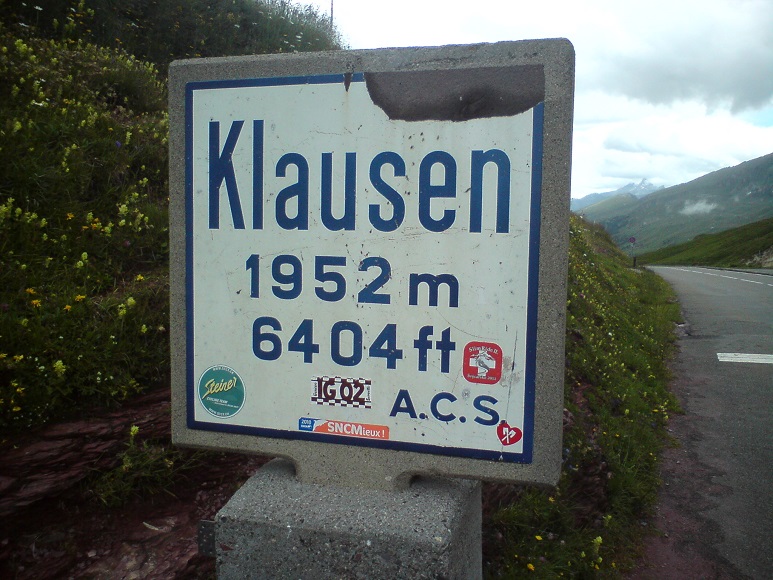 Klausen
1952 m
6404 ft
Steiner
IG 02
A.C.S.
SNCMieux!